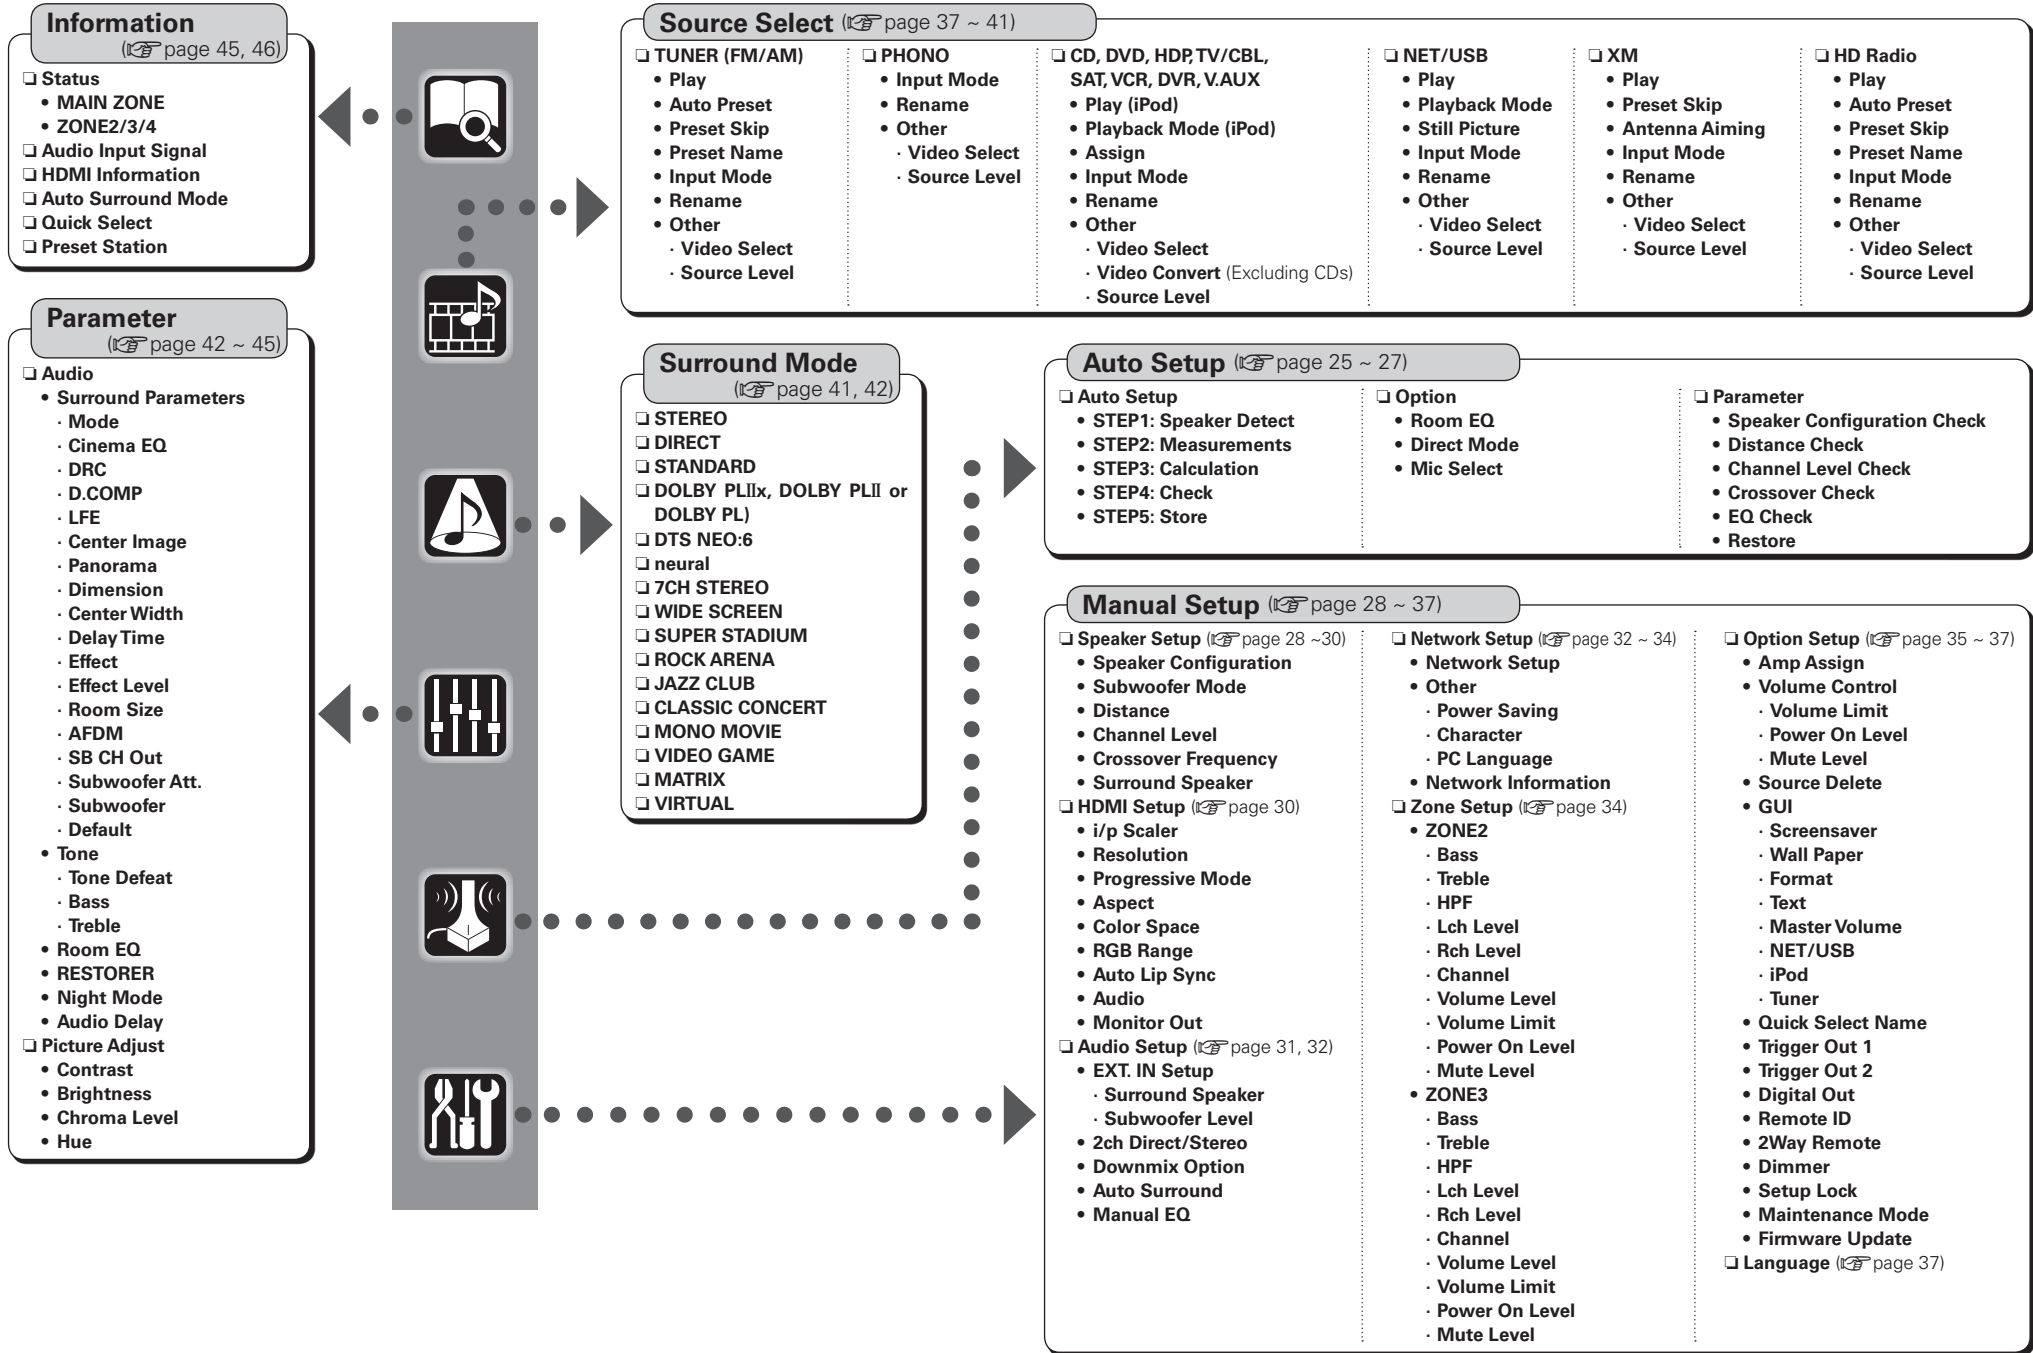 Information
(☞page 45, 46)
❏ Status
• MAIN ZONE
• ZONE2/3/4
❏ Audio Input Signal
❏ HDMI Information
❏ Auto Surround Mode
❏ Quick Select
❏ Preset Station
Parameter
(☞page 42 ~ 45)
❏ Audio
• Surround Parameters
· Mode
· Cinema EQ
· DRC
· D.COMP
· LFE
· Center Image
· Panorama
· Dimension
· Center Width
· Delay Time
· Effect
· Effect Level
· Room Size
· AFDM
· SB CH Out
· Subwoofer Att.
· Subwoofer
· Default
• Tone
· Tone Defeat
· Bass
· Treble
• Room EQ
• RESTORER
• Night Mode
• Audio Delay
❏ Picture Adjust
• Contrast
• Brightness
• Chroma Level
• Hue
Source Select (☞page 37 ~ 41)
❏ TUNER (FM/AM)
• Play
• Auto Preset
• Preset Skip
• Preset Name
• Input Mode
• Rename
• Other
· Video Select
· Source Level
❏ PHONO
• Input Mode
• Rename
• Other
· Video Select
· Source Level
❏ CD, DVD, HDP, TV/CBL,
SAT, VCR, DVR, V.AUX
• Play (iPod)
• Playback Mode (iPod)
• Assign
• Input Mode
• Rename
• Other
· Video Select
· Video Convert (Excluding CDs)
· Source Level
❏ NET/USB
• Play
• Playback Mode
• Still Picture
• Input Mode
• Rename
• Other
· Video Select
· Source Level
❏ XM
• Play
• Preset Skip
• Antenna Aiming
• Input Mode
• Rename
• Other
· Video Select
· Source Level
❏ HD Radio
• Play
• Auto Preset
• Preset Skip
• Preset Name
• Input Mode
• Rename
• Other
· Video Select
· Source Level
Surround Mode
(☞page 41, 42)
❏ STEREO
❏ DIRECT
❏ STANDARD
❏ DOLBY PLⅡx, DOLBY PLⅡ or
DOLBY PL)
❏ DTS NEO:6
❏ neural
❏ 7CH STEREO
❏ WIDE SCREEN
❏ SUPER STADIUM
❏ ROCK ARENA
❏ JAZZ CLUB
❏ CLASSIC CONCERT
❏ MONO MOVIE
❏ VIDEO GAME
❏ MATRIX
❏ VIRTUAL
Auto Setup (☞page 25 ~ 27)
❏ Auto Setup
• STEP1: Speaker Detect
• STEP2: Measurements
• STEP3: Calculation
• STEP4: Check
• STEP5: Store
❏ Option
• Room EQ
• Direct Mode
• Mic Select
❏ Parameter
• Speaker Configuration Check
• Distance Check
• Channel Level Check
• Crossover Check
• EQ Check
• Restore
Manual Setup (☞page 28 ~ 37)
❏ Speaker Setup (☞page 28 ~30)
• Speaker Configuration
• Subwoofer Mode
• Distance
• Channel Level
• Crossover Frequency
• Surround Speaker
❏ HDMI Setup (☞page 30)
• i/p Scaler
• Resolution
• Progressive Mode
• Aspect
• Color Space
• RGB Range
• Auto Lip Sync
• Audio
• Monitor Out
❏ Audio Setup (☞page 31, 32)
• EXT. IN Setup
· Surround Speaker
· Subwoofer Level
• 2ch Direct/Stereo
• Downmix Option
• Auto Surround
• Manual EQ
❏ Network Setup (☞page 32 ~ 34)
• Network Setup
• Other
· Power Saving
· Character
· PC Language
• Network Information
❏ Zone Setup (☞page 34)
• ZONE2
· Bass
· Treble
· HPF
· Lch Level
· Rch Level
· Channel
· Volume Level
· Volume Limit
· Power On Level
· Mute Level
• ZONE3
· Bass
· Treble
· HPF
· Lch Level
· Rch Level
· Channel
· Volume Level
· Volume Limit
· Power On Level
· Mute Level
❏ Option Setup (☞page 35 ~ 37)
• Amp Assign
• Volume Control
· Volume Limit
· Power On Level
· Mute Level
• Source Delete
• GUI
· Screensaver
· Wall Paper
· Format
· Text
· Master Volume
· NET/USB
· iPod
· Tuner
• Quick Select Name
• Trigger Out 1
• Trigger Out 2
• Digital Out
• Remote ID
• 2Way Remote
• Dimmer
• Setup Lock
• Maintenance Mode
• Firmware Update
❏ Language (☞page 37)